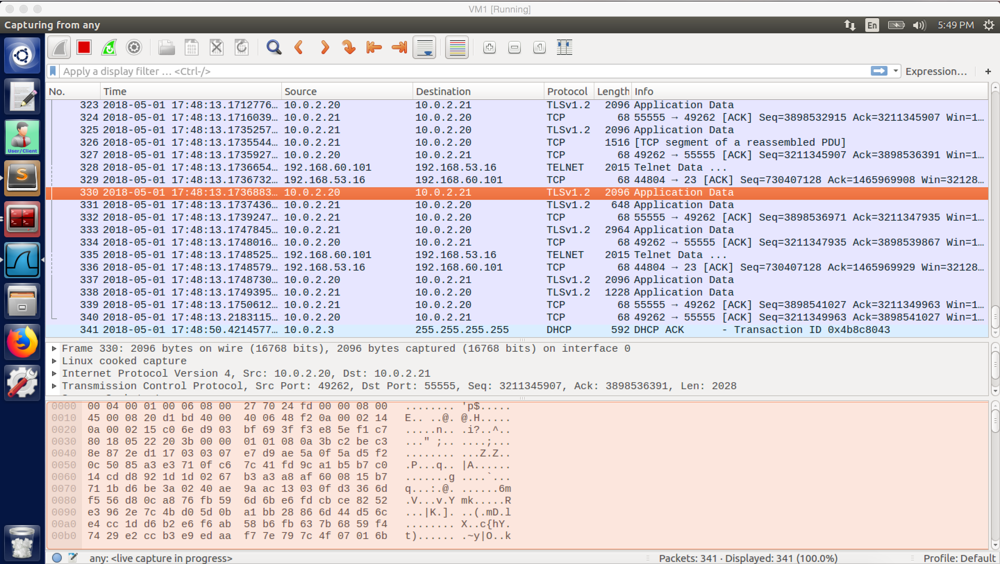 VM1 [Running]
Capturing from any
En
5:49 PM
Apply a display filter … <Ctrl-/>
Expression…
+
No. Time Source Destination Protocol Length Info
323 2018-05-01 17:48:13.1712776… 10.0.2.20 10.0.2.21 TLSv1.2 2096 Application Data
324 2018-05-01 17:48:13.1716039… 10.0.2.21 10.0.2.20 TCP 68 55555 → 49262 [ACK] Seq=3898532915 Ack=3211345907 Win=1…
325 2018-05-01 17:48:13.1735257… 10.0.2.21 10.0.2.20 TLSv1.2 2096 Application Data
326 2018-05-01 17:48:13.1735544… 10.0.2.21 10.0.2.20 TCP 1516 [TCP segment of a reassembled PDU]
327 2018-05-01 17:48:13.1735927… 10.0.2.20 10.0.2.21 TCP 68 49262 → 55555 [ACK] Seq=3211345907 Ack=3898536391 Win=1…
328 2018-05-01 17:48:13.1736654… 192.168.60.101 192.168.53.16 TELNET 2015 Telnet Data ...
329 2018-05-01 17:48:13.1736732… 192.168.53.16 192.168.60.101 TCP 68 44804 → 23 [ACK] Seq=730407128 Ack=1465969908 Win=32128…
330 2018-05-01 17:48:13.1736883… 10.0.2.20 10.0.2.21 TLSv1.2 2096 Application Data
331 2018-05-01 17:48:13.1737436… 10.0.2.21 10.0.2.20 TLSv1.2 648 Application Data
332 2018-05-01 17:48:13.1739247… 10.0.2.21 10.0.2.20 TCP 68 55555 → 49262 [ACK] Seq=3898536971 Ack=3211347935 Win=1…
333 2018-05-01 17:48:13.1747845… 10.0.2.21 10.0.2.20 TLSv1.2 2964 Application Data
334 2018-05-01 17:48:13.1748016… 10.0.2.20 10.0.2.21 TCP 68 49262 → 55555 [ACK] Seq=3211347935 Ack=3898539867 Win=1…
335 2018-05-01 17:48:13.1748525… 192.168.60.101 192.168.53.16 TELNET 2015 Telnet Data ...
336 2018-05-01 17:48:13.1748579… 192.168.53.16 192.168.60.101 TCP 68 44804 → 23 [ACK] Seq=730407128 Ack=1465969929 Win=32128…
337 2018-05-01 17:48:13.1748730… 10.0.2.20 10.0.2.21 TLSv1.2 2096 Application Data
338 2018-05-01 17:48:13.1749395… 10.0.2.21 10.0.2.20 TLSv1.2 1228 Application Data
339 2018-05-01 17:48:13.1750612… 10.0.2.21 10.0.2.20 TCP 68 55555 → 49262 [ACK] Seq=3898541027 Ack=3211349963 Win=1…
340 2018-05-01 17:48:13.2183115… 10.0.2.20 10.0.2.21 TCP 68 49262 → 55555 [ACK] Seq=3211349963 Ack=3898541027 Win=1…
341 2018-05-01 17:48:50.4214577… 10.0.2.3 255.255.255.255 DHCP 592 DHCP ACK - Transaction ID 0x4b8c8043
User/Client
Frame 330: 2096 bytes on wire (16768 bits), 2096 bytes captured (16768 bits) on interface 0
Linux cooked capture
Internet Protocol Version 4, Src: 10.0.2.20, Dst: 10.0.2.21
Transmission Control Protocol, Src Port: 49262, Dst Port: 55555, Seq: 3211345907, Ack: 3898536391, Len: 2028
0000 00 04 00 01 00 06 08 00 27 70 24 fd 00 00 08 00 ........ 'p$.....
0010 45 00 08 20 d1 bd 40 00 40 06 48 f2 0a 00 02 14 E.. ..@. @.H.....
0020 0a 00 02 15 c0 6e d9 03 bf 69 3f f3 e8 5e f1 c7 .....n.. .i?..^..
0030 80 18 05 22 20 3b 00 00 01 01 08 0a 3b c2 be c3 ..." ;.. ....;...
0040 8e 87 2e d1 17 03 03 07 e7 d9 ae 5a 0f 5a d5 f2 ........ ...Z.Z..
0050 0c 50 85 a3 e3 71 0f c6 7c 41 fd 9c a1 b5 b7 c0 .P...q.. |A......
0060 14 cd d8 92 1d 1d 02 67 b3 a3 a8 af 60 08 15 b7 .......g ....`...
0070 71 1b d6 be 3a 02 40 ae 9a ac 13 03 0f d3 36 6d q...:.@. ......6m
0080 f5 56 d8 0c a8 76 fb 59 6d 6b e6 fd cb ce 82 52 .V...v.Y mk.....R
0090 e3 96 2e 7c 4b d0 5d 0b a1 bb 28 86 6d 44 d5 6c ...|K.]. ..(.mD.l
00a0 e4 cc 1d d6 b2 e6 f6 ab 58 b6 fb 63 7b 68 59 f4 ........ X..c{hY.
00b0 74 29 e2 cc b3 e9 ed aa f7 7e 79 7c 4f 07 01 6b t)...... .~y|O..k
any: <live capture in progress>
Packets: 341 · Displayed: 341 (100.0%)
Profile: Default